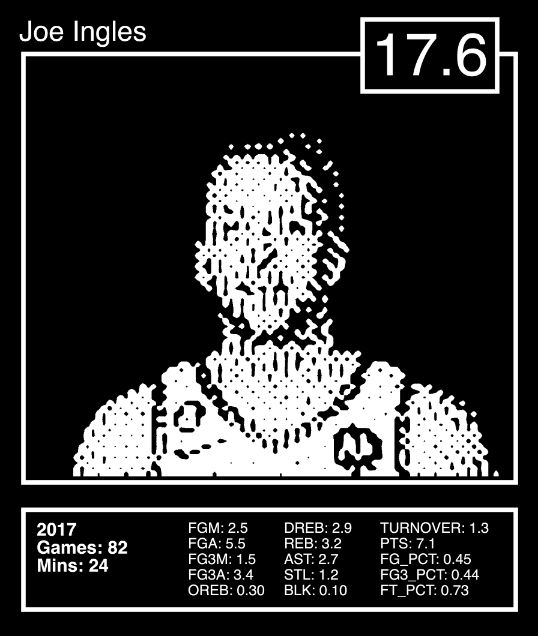 Joe Ingles
17.6
2017
Games: 82
Mins: 24
FGM: 2.5
FGA: 5.5
FG3M: 1.5
FG3A: 3.4
OREB: 0.30
DREB: 2.9
REB: 3.2
AST: 2.7
STL: 1.2
BLK: 0.10
TURNOVER: 1.3
PTS: 7.1
FG_PCT: 0.45
FG3_PCT: 0.44
FT_PCT: 0.73